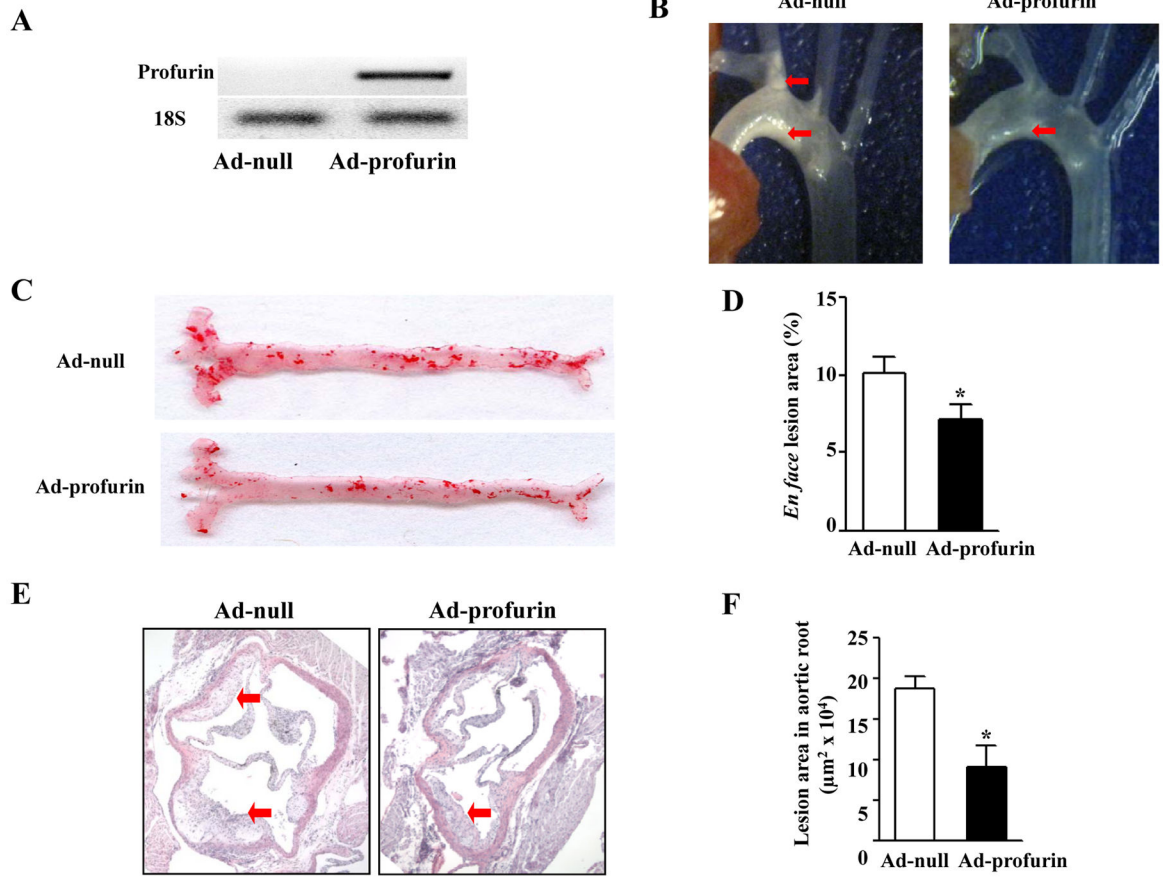 A
Profurin
18S
Ad-null Ad-profurin
B
Ad-null Ad-profurin
C
Ad-null
Ad-profurin
D
En face lesion area (%)
15
10
5
0
*
Ad-null Ad-profurin
E
Ad-null Ad-profurin
F
Lesion area in aortic root
(µm² x 10⁴)
25
20
15
10
5
0
*
Ad-null Ad-profurin